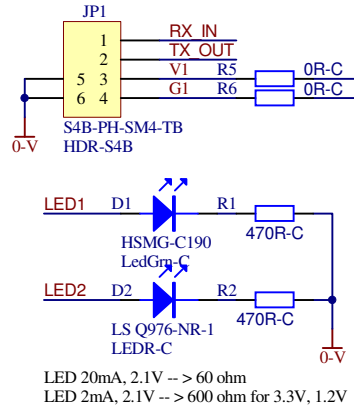 JP1
1 RX_IN
2 TX_OUT
5 3 V1 R5 0R-C
6 4 G1 R6 0R-C
S4B-PH-SM4-TB
0-V HDR-S4B
LED1 D1 R1
HSMG-C190 470R-C
LedGrn-C
LED2 D2 R2
LS Q976-NR-1 470R-C
LEDR-C
0-V
LED 20mA, 2.1V -- > 60 ohm
LED 2mA, 2.1V -- > 600 ohm for 3.3V, 1.2V